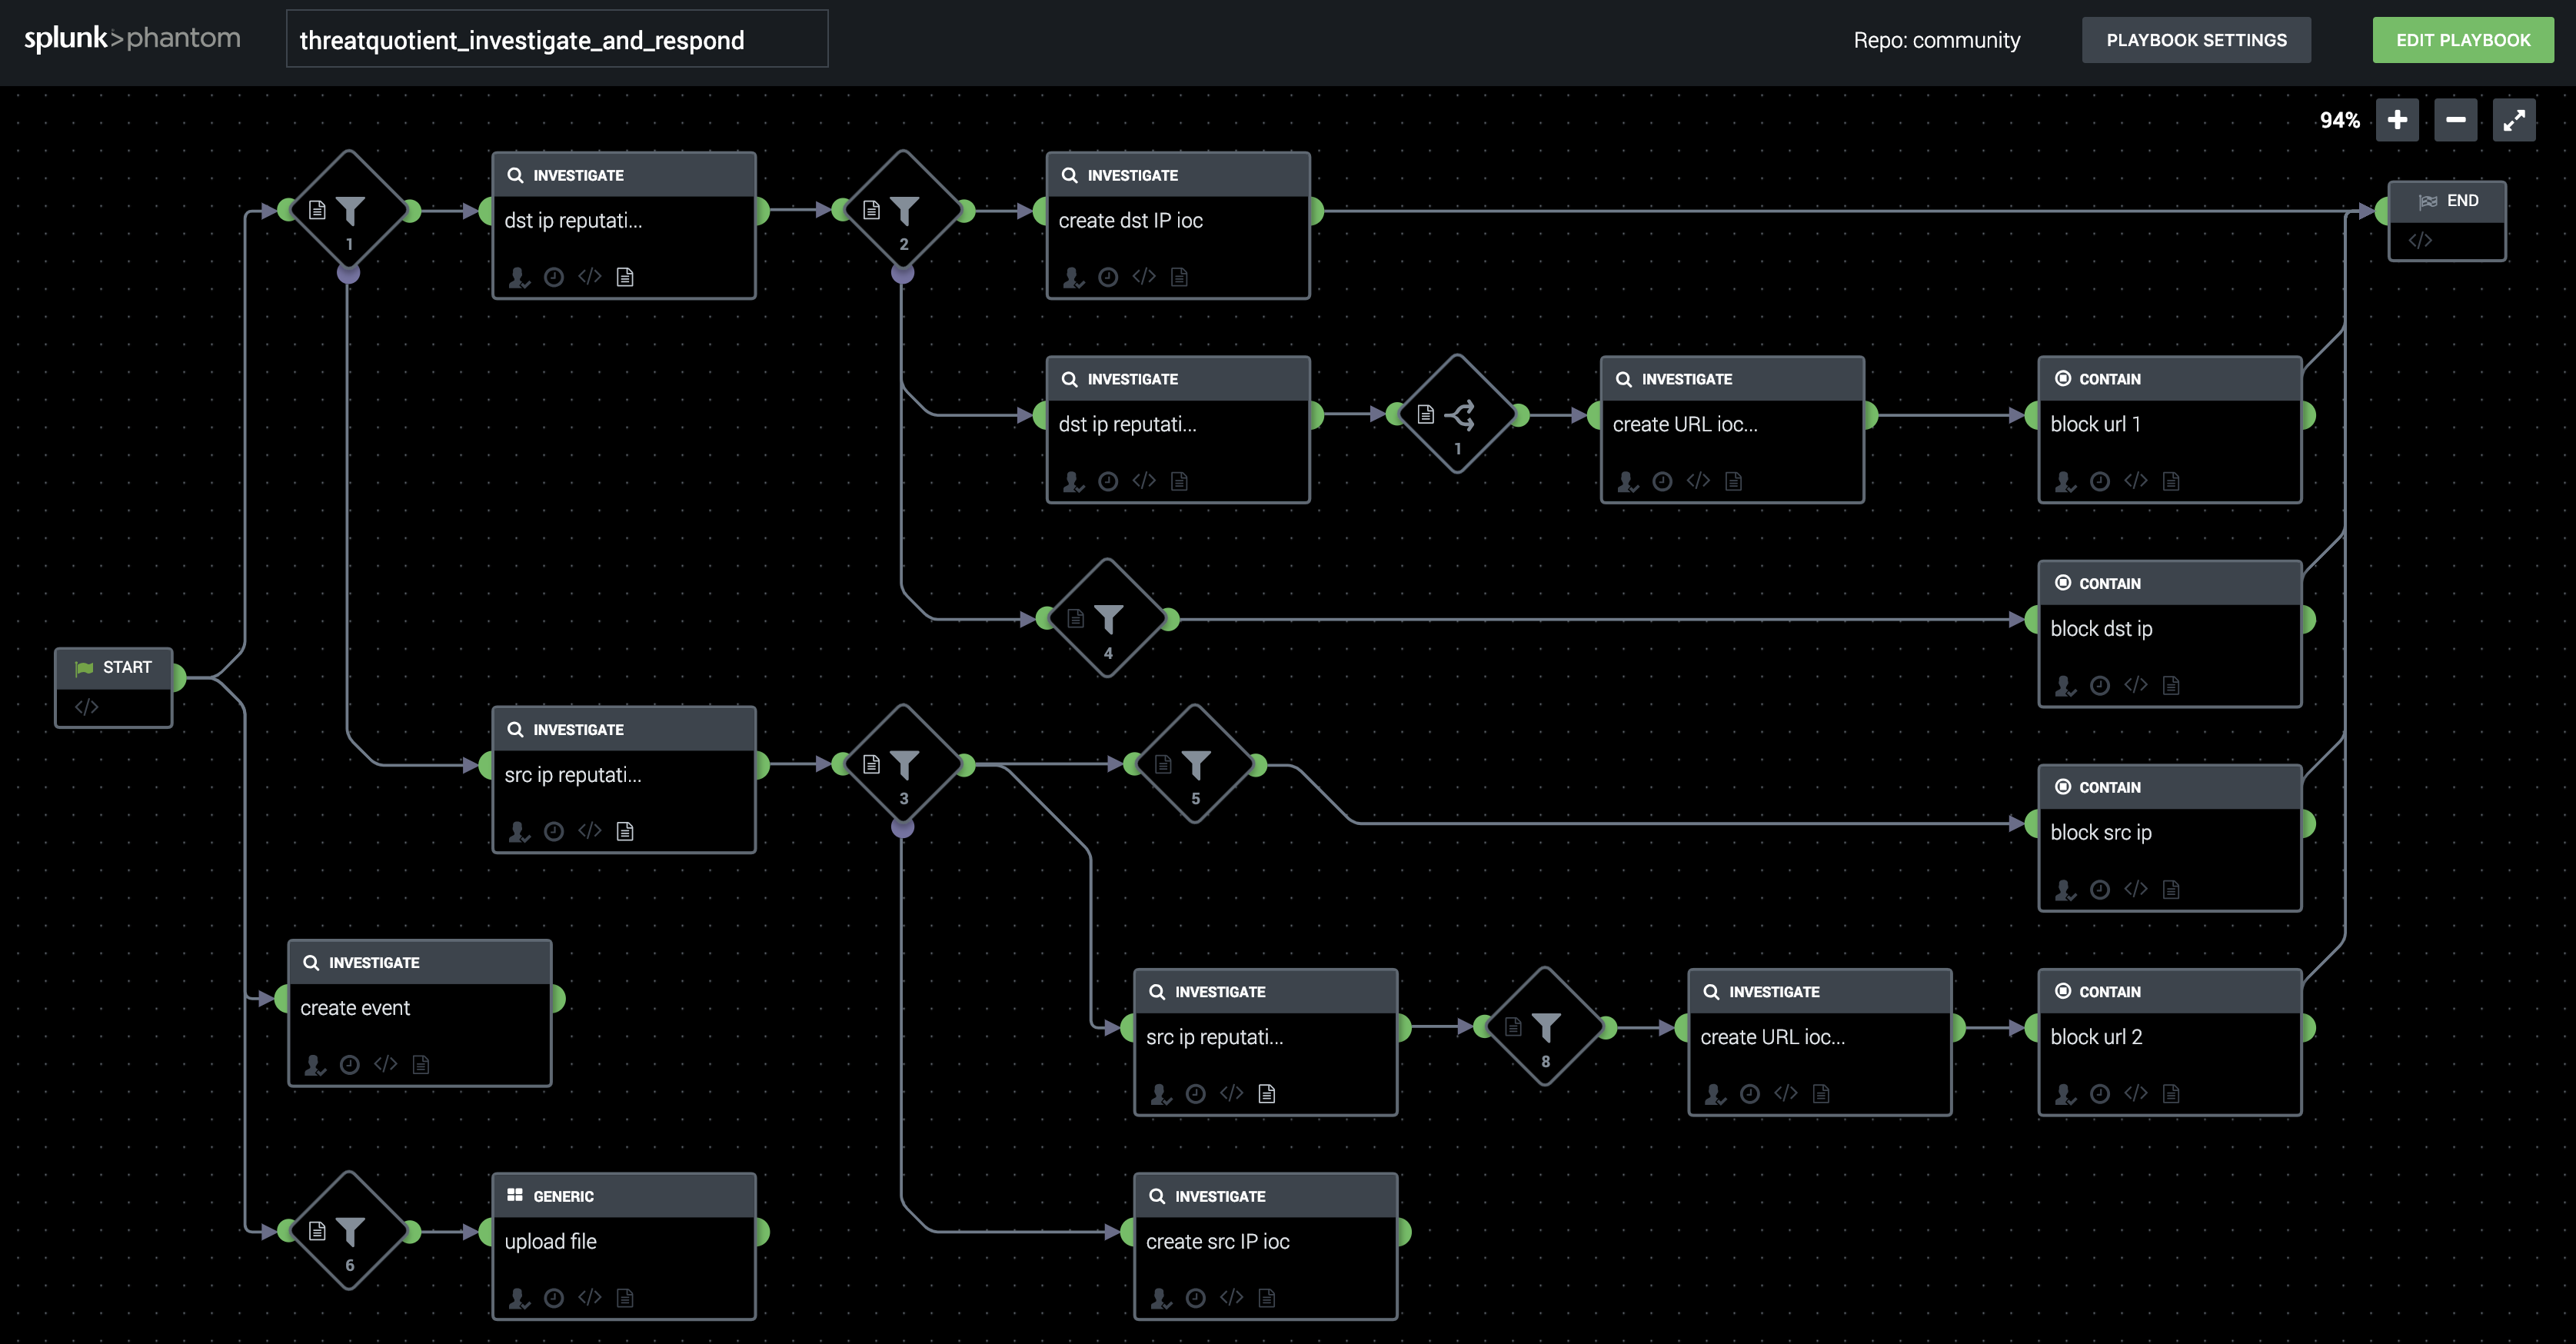 splunk>phantom
threatquotient_investigate_and_respond
Repo: community
PLAYBOOK SETTINGS
EDIT PLAYBOOK
94%
1
INVESTIGATE
dst ip reputati...
2
INVESTIGATE
create dst IP ioc
END
INVESTIGATE
dst ip reputati...
1
INVESTIGATE
create URL ioc...
CONTAIN
block url 1
4
CONTAIN
block dst ip
START
INVESTIGATE
src ip reputati...
3
5
CONTAIN
block src ip
INVESTIGATE
create event
INVESTIGATE
src ip reputati...
8
INVESTIGATE
create URL ioc...
CONTAIN
block url 2
6
GENERIC
upload file
INVESTIGATE
create src IP ioc